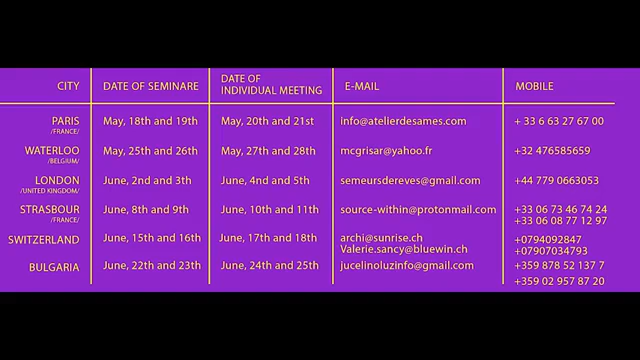 CITY DATE OF SEMINARE DATE OF INDIVIDUAL MEETING E-MAIL MOBILE
PARIS May, 18th and 19th May, 20th and 21st info@atelierdesames.com + 33 6 63 27 67 00
/FRANCE/
WATERLOO May, 25th and 26th May, 27th and 28th mcgrisar@yahoo.fr +32 476585659
/BELGIUM/
LONDON June, 2nd and 3th June, 4nd and 5th semeursdereves@gmail.com +44 779 0663053
/UNITED KINGDOM/
STRASBOUR June, 8th and 9th June, 10th and 11th source-within@protonmail.com +33 06 73 46 74 24
/FRANCE/ +33 06 08 77 12 97
SWITZERLAND June, 15th and 16th June, 17th and 18th archi@sunrise.ch +0794092847
Valerie.sancy@bluewin.ch +07907034793
BULGARIA June, 22th and 23th June, 24th and 25th jucelinoluzinfo@gmail.com +359 878 52 137 7
+359 02 957 87 20